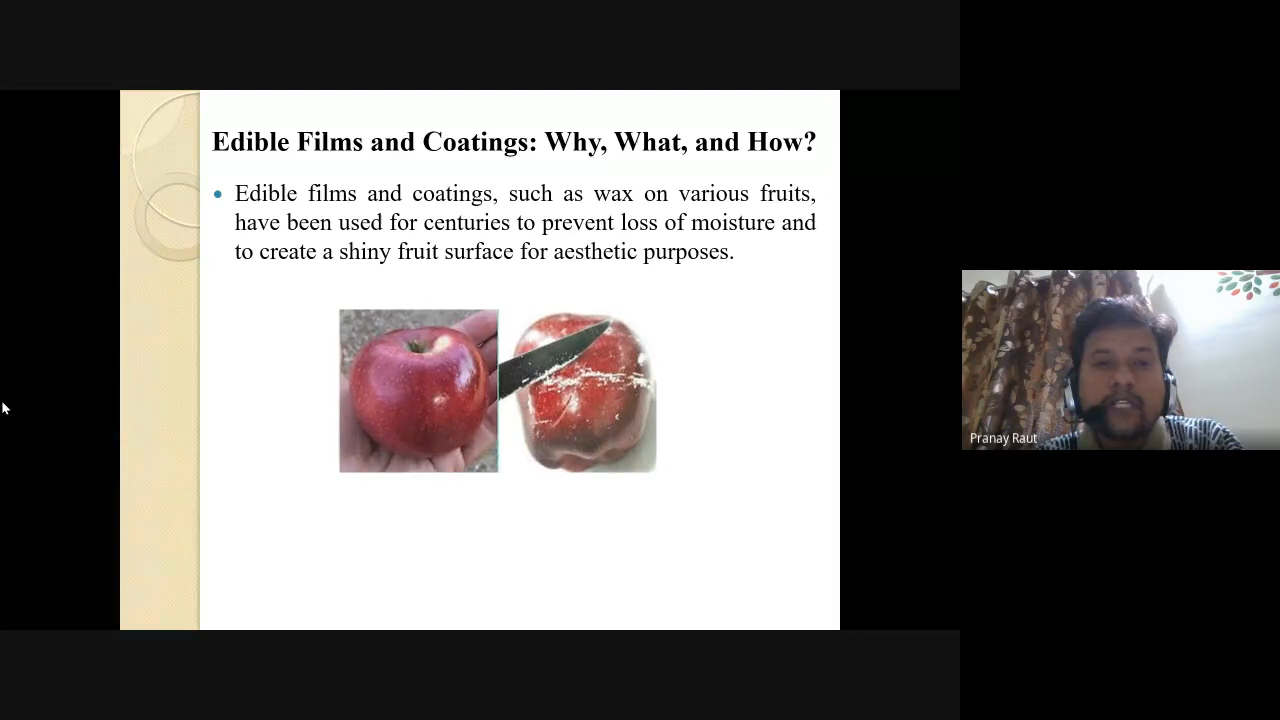 Edible Films and Coatings: Why, What, and How?
Edible films and coatings, such as wax on various fruits,
have been used for centuries to prevent loss of moisture and
to create a shiny fruit surface for aesthetic purposes.
Pranay Raut